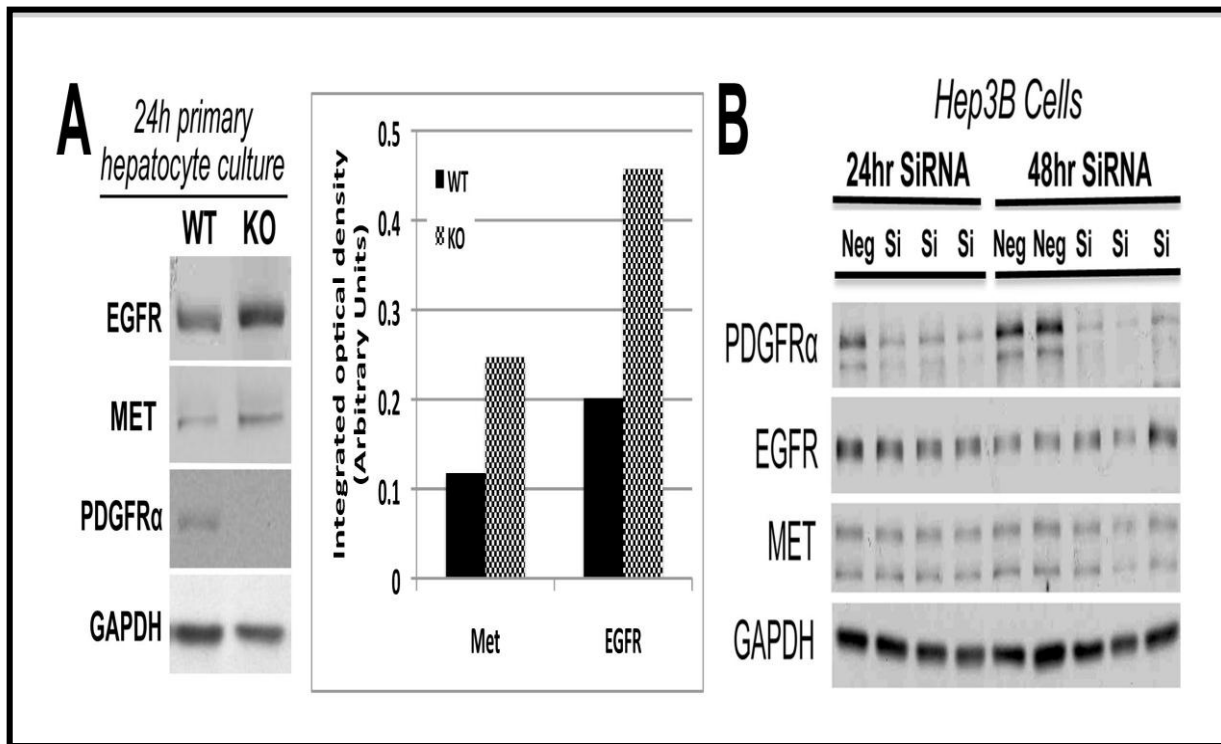 A
24h primary
hepatocyte culture
WT KO
EGFR
MET
PDGFRα
GAPDH
Integrated optical density
(Arbitrary Units)
0.5
0.4
0.3
0.2
0.1
0
WT
KO
Met EGFR
B
Hep3B Cells
24hr SiRNA 48hr SiRNA
Neg Si Si Si Neg Neg Si Si Si
PDGFRα
EGFR
MET
GAPDH